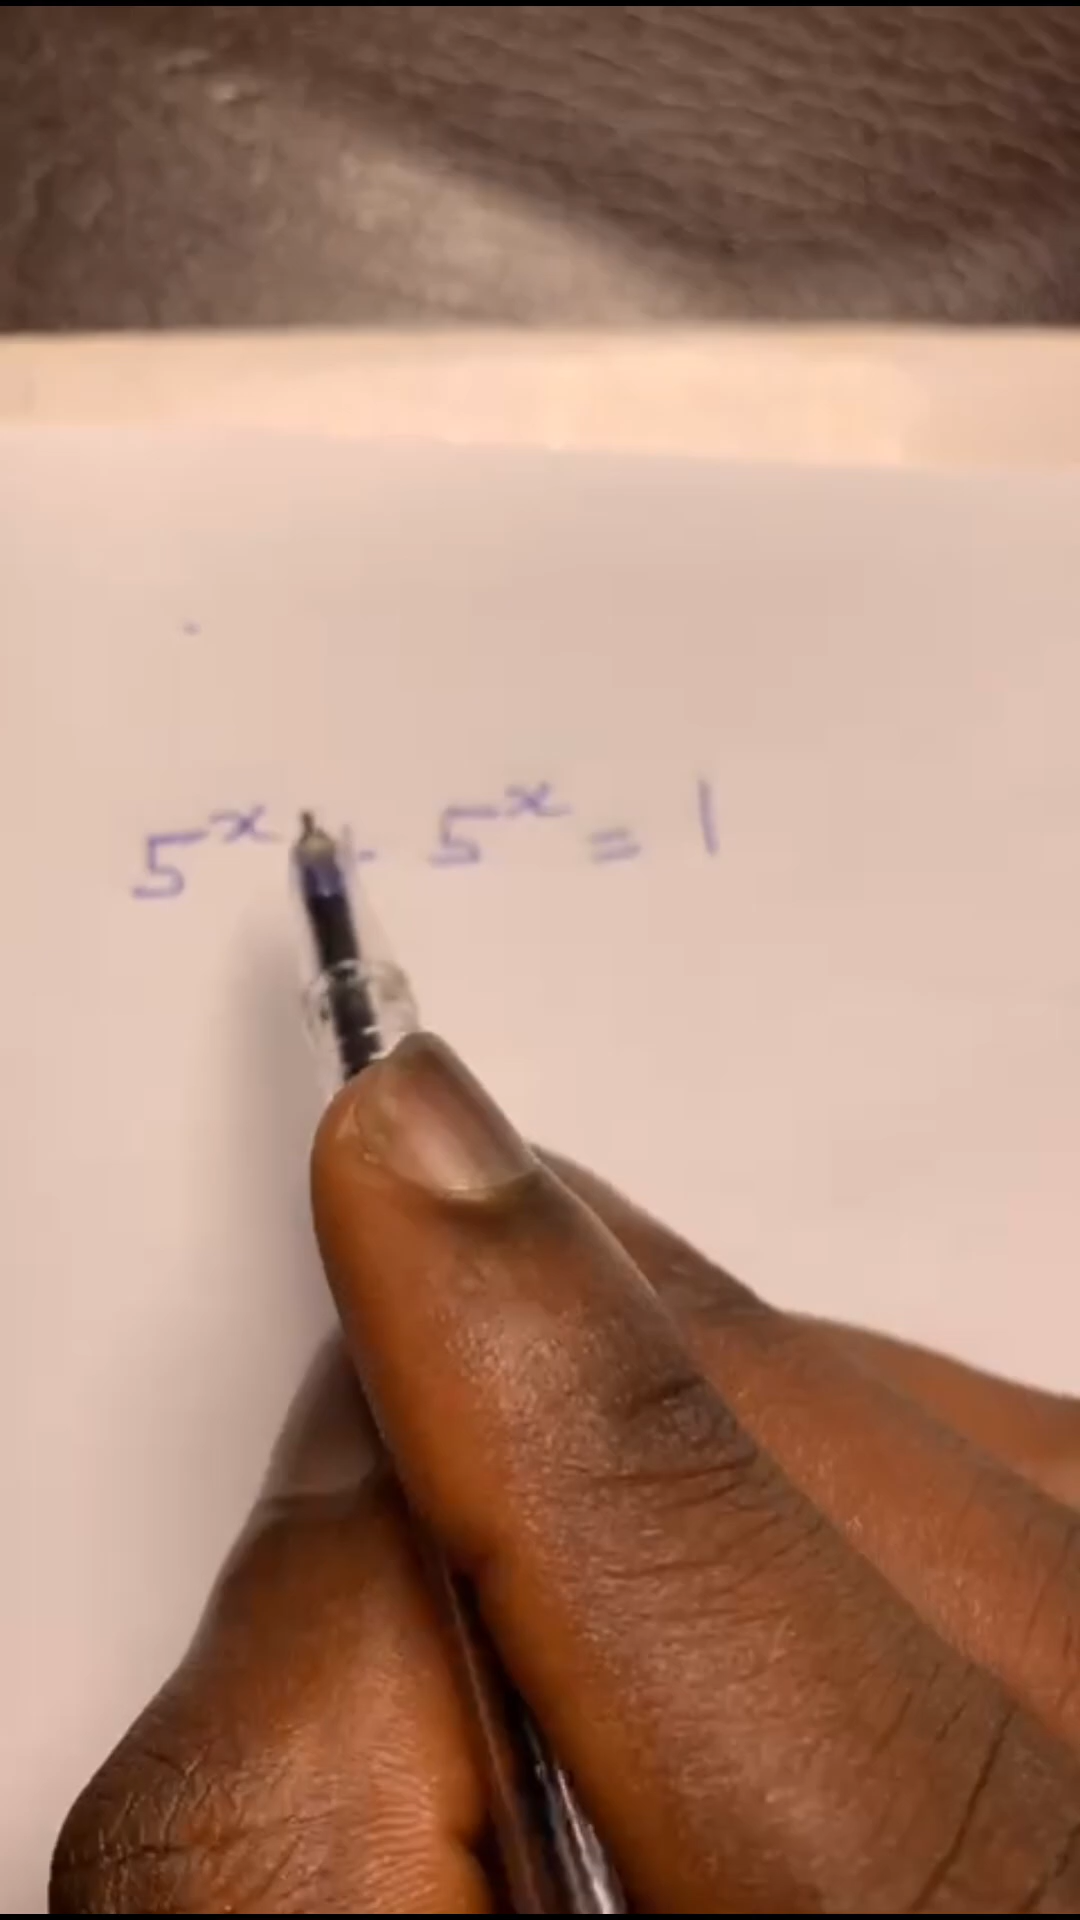 5ˣ + 5ˣ = 1